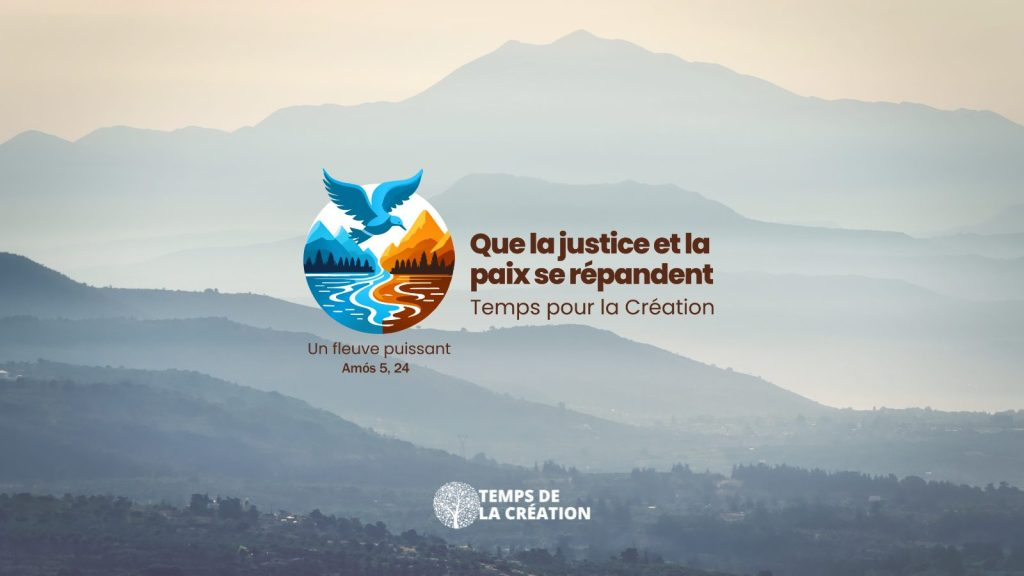 Que la justice et la
paix se répandent
Temps pour la Création
Un fleuve puissant
Amós 5, 24
TEMPS DE
LA CRÉATION